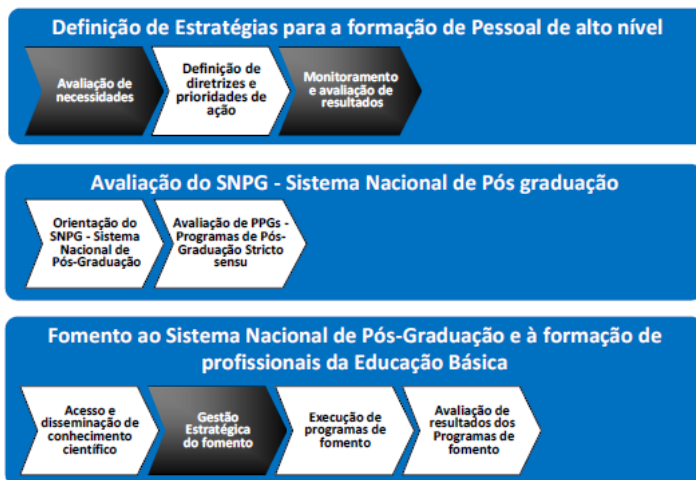 Definição de Estratégias para a formação de Pessoal de alto nível
Avaliação de
necessidades
Definição de
diretrizes e
prioridades de
ação
Monitoramento
e avaliação de
resultados
Avaliação do SNPG - Sistema Nacional de Pós graduação
Orientação do
SNPG - Sistema
Nacional de
Pós-Graduação
Avaliação de PPGs -
Programas de Pós-
Graduação Stricto
sensu
Fomento ao Sistema Nacional de Pós-Graduação e à formação de
profissionais da Educação Básica
Acesso e
disseminação de
conhecimento
científico
Gestão
Estratégica
do fomento
Execução de
programas de
fomento
Avaliação de
resultados dos
Programas de
fomento